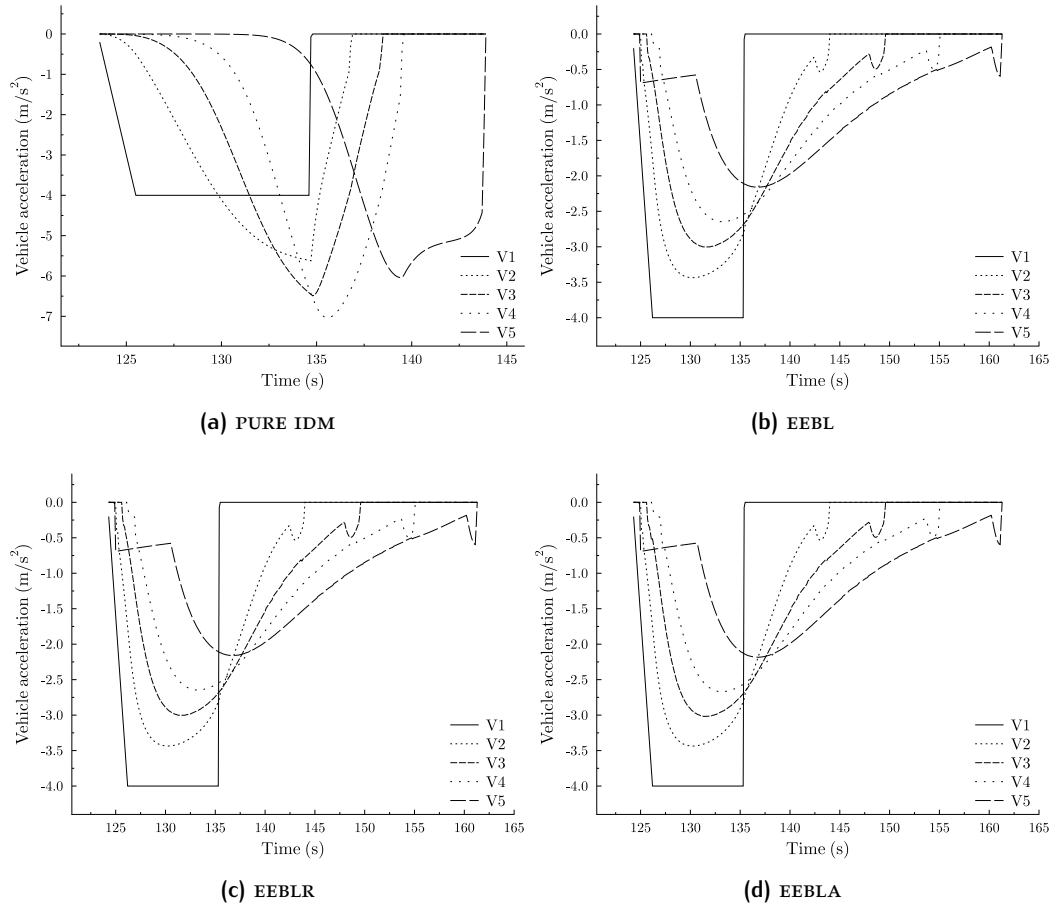 Vehicle acceleration (m/s²)
0
-1
-2
-3
-4
-5
-6
-7
125
130
135
140
145
Time (s)
V1
V2
V3
V4
V5
(a) PURE IDM
Vehicle acceleration (m/s²)
0.0
-0.5
-1.0
-1.5
-2.0
-2.5
-3.0
-3.5
-4.0
125
130
135
140
145
150
155
160
165
Time (s)
V1
V2
V3
V4
V5
(b) EEBL
Vehicle acceleration (m/s²)
0.0
-0.5
-1.0
-1.5
-2.0
-2.5
-3.0
-3.5
-4.0
125
130
135
140
145
150
155
160
165
Time (s)
V1
V2
V3
V4
V5
(c) EEBLR
Vehicle acceleration (m/s²)
0.0
-0.5
-1.0
-1.5
-2.0
-2.5
-3.0
-3.5
-4.0
125
130
135
140
145
150
155
160
165
Time (s)
V1
V2
V3
V4
V5
(d) EEBLA